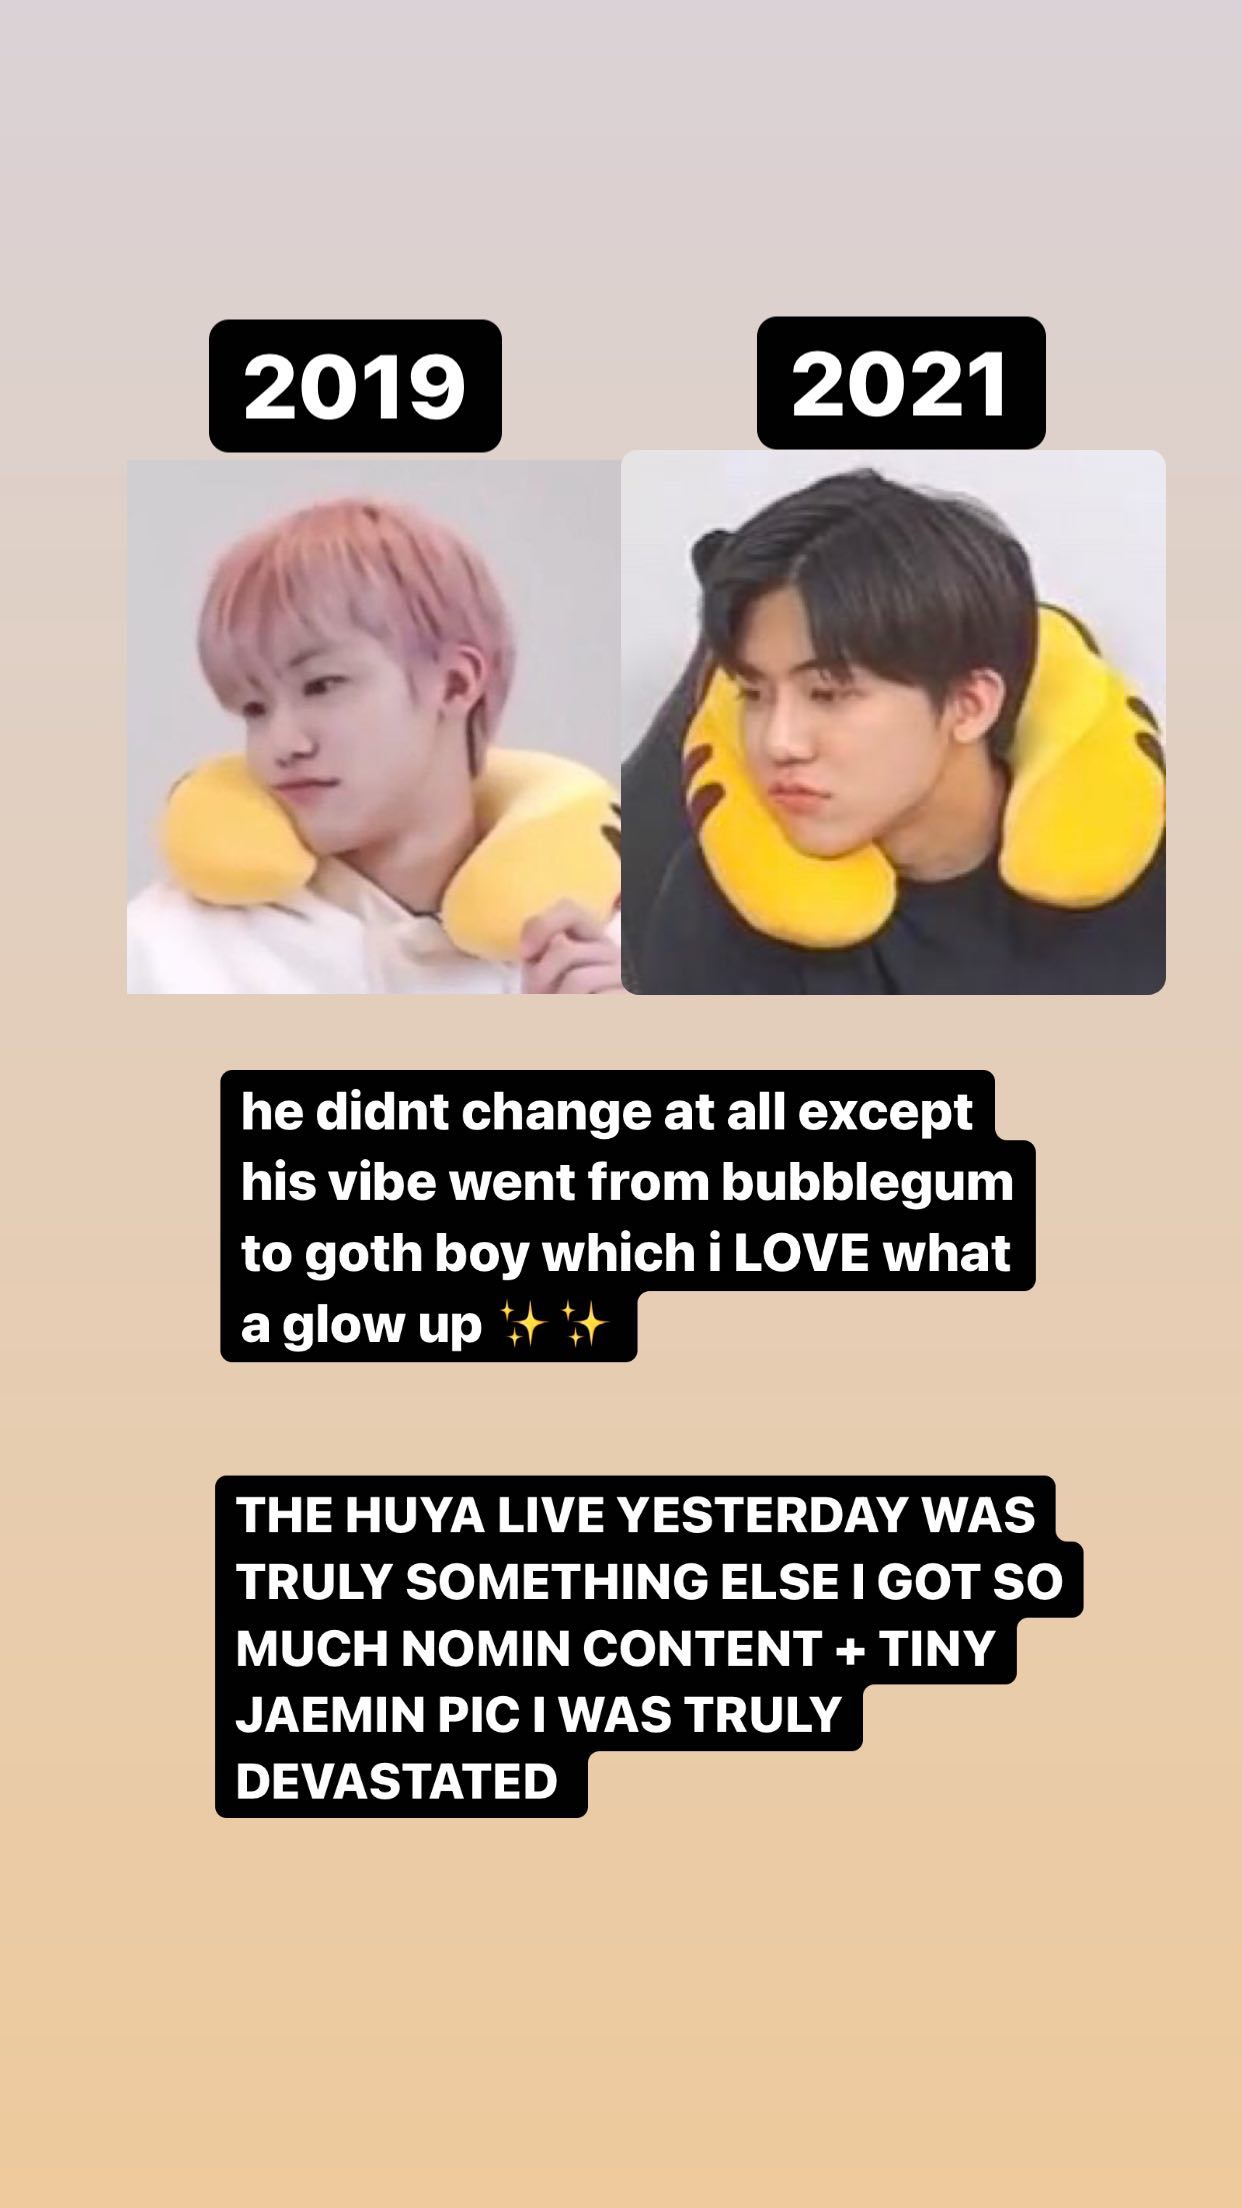 2019
2021
he didnt change at all except
his vibe went from bubblegum
to goth boy which i LOVE what
a glow up ✨✨
THE HUYA LIVE YESTERDAY WAS
TRULY SOMETHING ELSE I GOT SO
MUCH NOMIN CONTENT + TINY
JAEMIN PIC I WAS TRULY
DEVASTATED